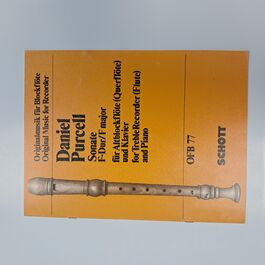 Originalmusik für Blockflöte
Original Music for Recorder
Daniel
Purcell
Sonate
F-Dur/F major
für Altblockflöte (Querflöte)
und Klavier
for Treble Recorder (Flute)
and Piano
OFB 77
SCHOTT